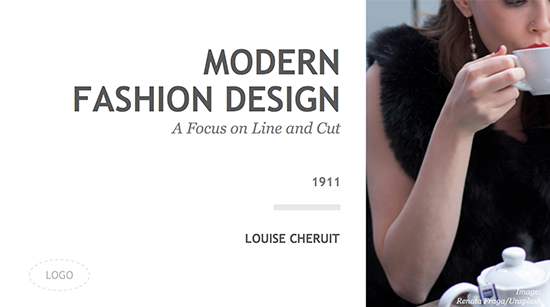 MODERN
FASHION DESIGN
A Focus on Line and Cut
1911
LOUISE CHERUIT
LOGO
Image:
Renata Fraga/Unsplash